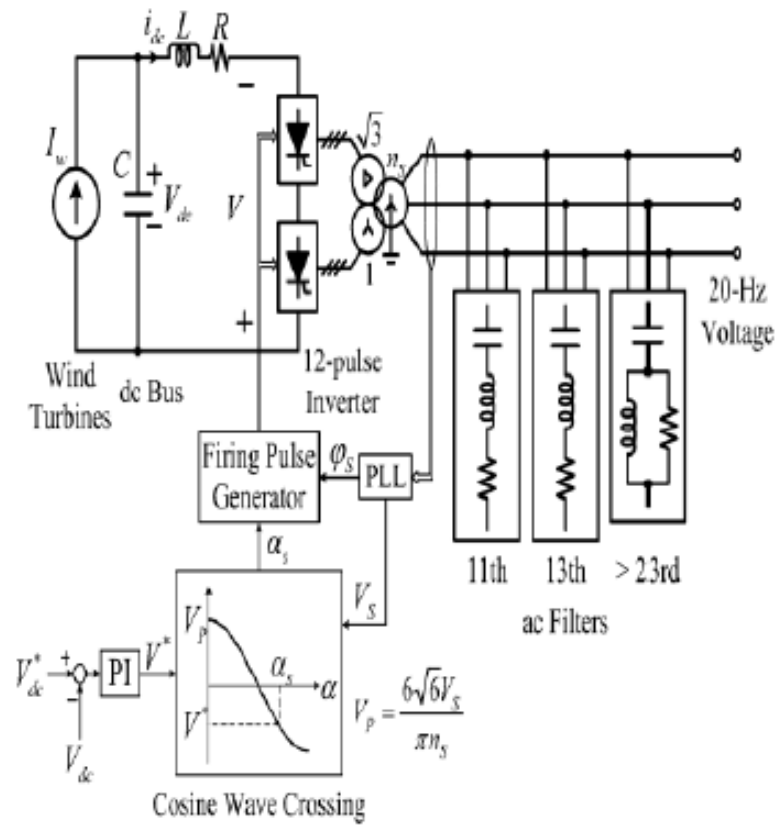 i_dc L R
−
√3
I_w
C
+
V_dc
−
V
n_s
1
+
20-Hz
Voltage
Wind
Turbines
dc Bus
12-pulse
Inverter
Firing Pulse
Generator
φ_S
PLL
11th
13th
> 23rd
ac Filters
α_s
V_S
V_P
α_s
α
V*
V*_dc
+
−
PI
V*
V_dc
V_P = 6√6V_S / πn_S
Cosine Wave Crossing